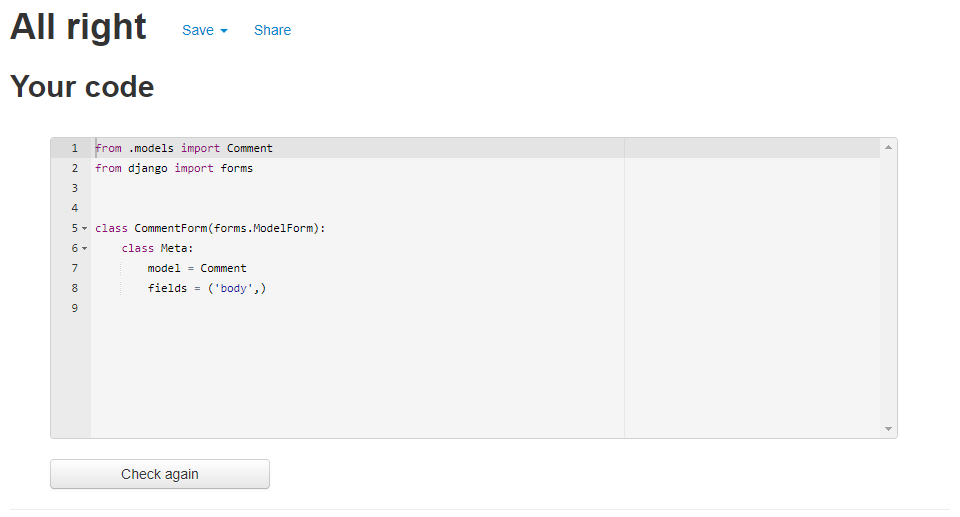 All right Save Share
Your code
1 from .models import Comment
2 from django import forms
3
4
5 class CommentForm(forms.ModelForm):
6     class Meta:
7         model = Comment
8         fields = ('body',)
9
Check again